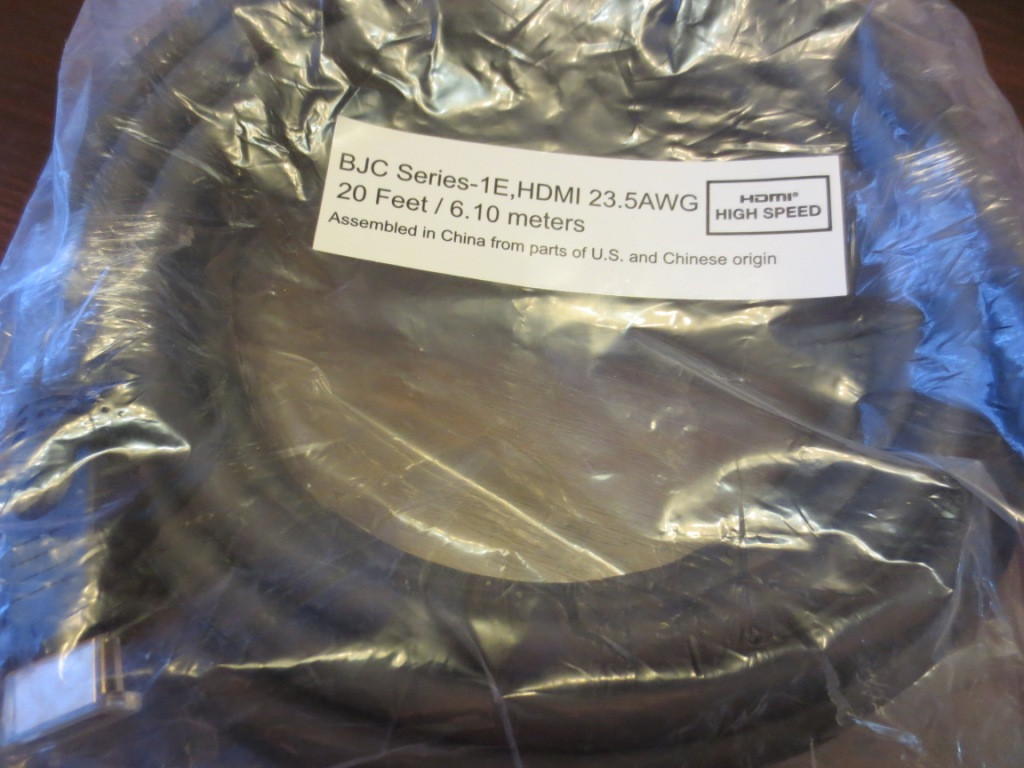 BJC Series-1E,HDMI 23.5AWG
20 Feet / 6.10 meters
Assembled in China from parts of U.S. and Chinese origin
HDMI®
HIGH SPEED